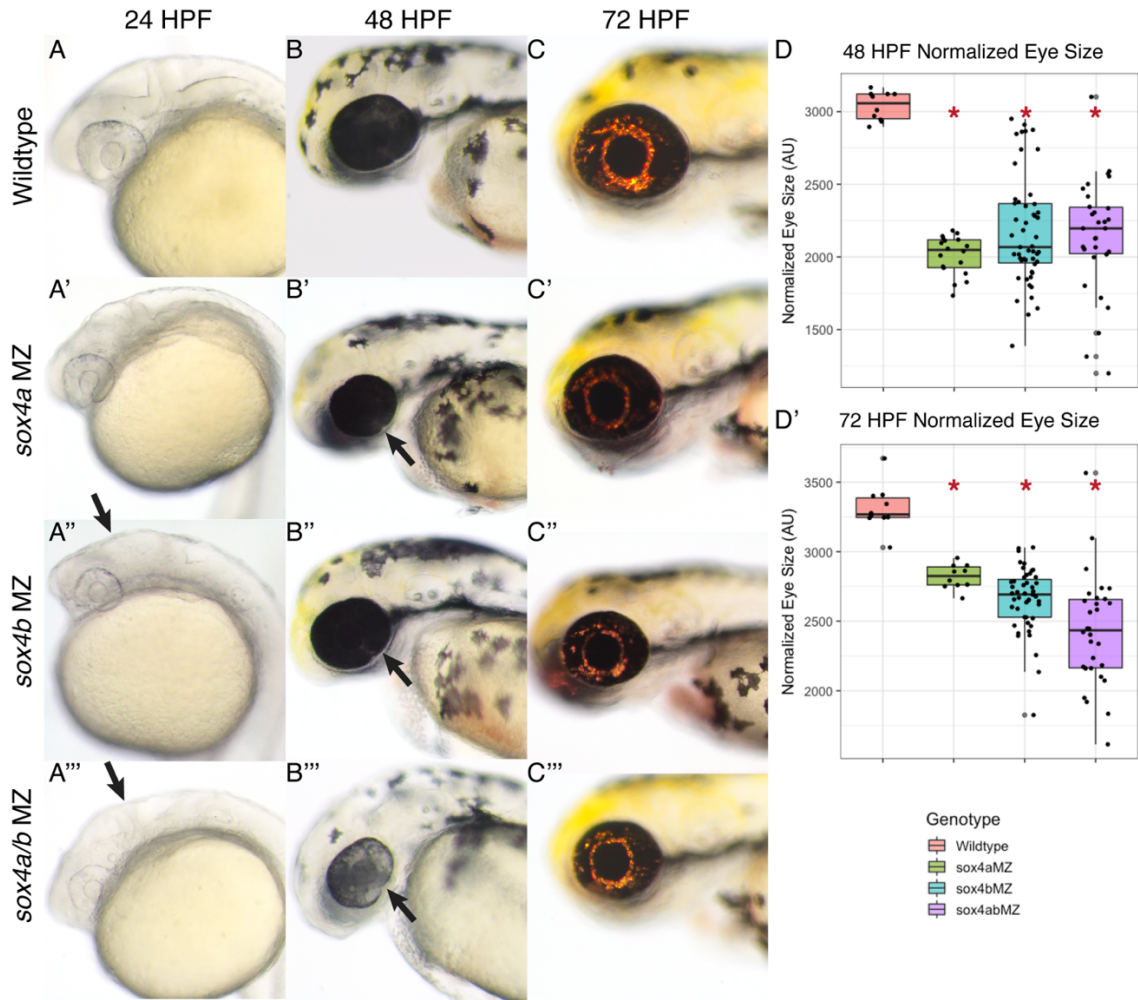 24 HPF 48 HPF 72 HPF
Wildtype
A B C
sox4a MZ
A' B' C'
sox4b MZ
A'' B'' C''
sox4a/b MZ
A''' B''' C'''
D 48 HPF Normalized Eye Size
Normalized Eye Size (AU)
3000
2500
2000
1500
* * *
D' 72 HPF Normalized Eye Size
Normalized Eye Size (AU)
3500
3000
2500
2000
* * *
Genotype
Wildtype
sox4aMZ
sox4bMZ
sox4abMZ